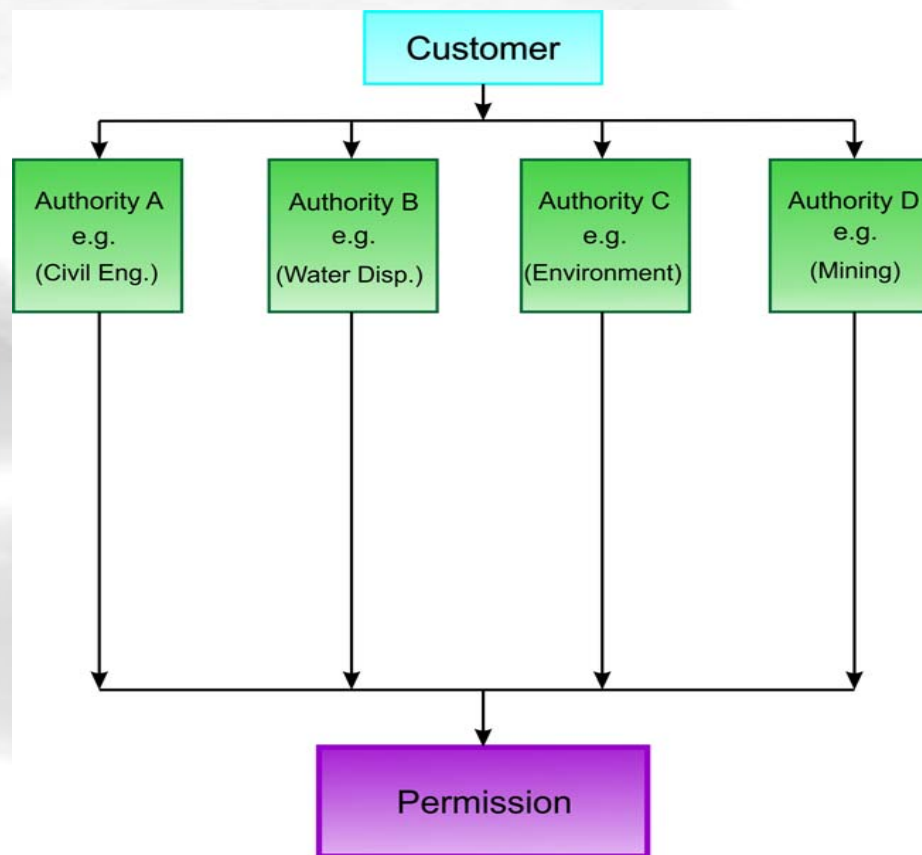 Customer
Authority A
e.g.
(Civil Eng.)
Authority B
e.g.
(Water Disp.)
Authority C
e.g.
(Environment)
Authority D
e.g.
(Mining)
Permission